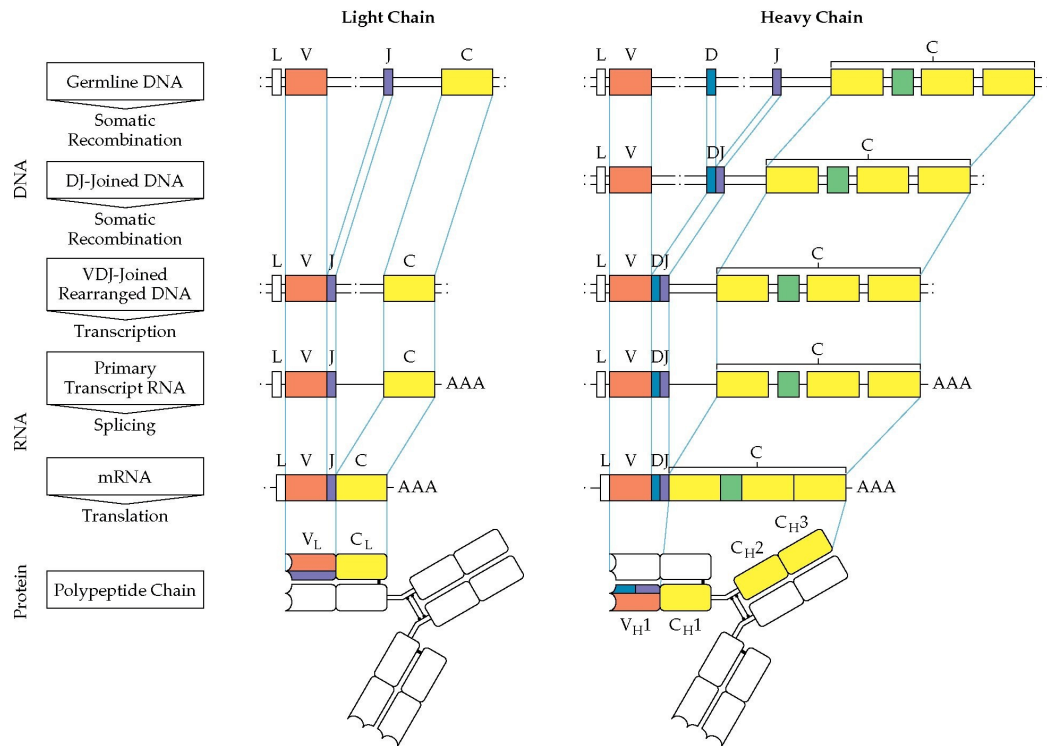 Light Chain
Heavy Chain
L V J C
L V D J C
Germline DNA
Somatic
Recombination
DNA
L V DJ C
DJ-Joined DNA
Somatic
Recombination
VDJ-Joined
Rearranged DNA
L V J C
L V DJ C
Transcription
Primary
Transcript RNA
L V J C AAA
L V DJ C AAA
Splicing
RNA
mRNA
L V J C AAA
L V DJ C AAA
Translation
Protein
Polypeptide Chain
V_L C_L
C_H2 C_H3
V_H1 C_H1